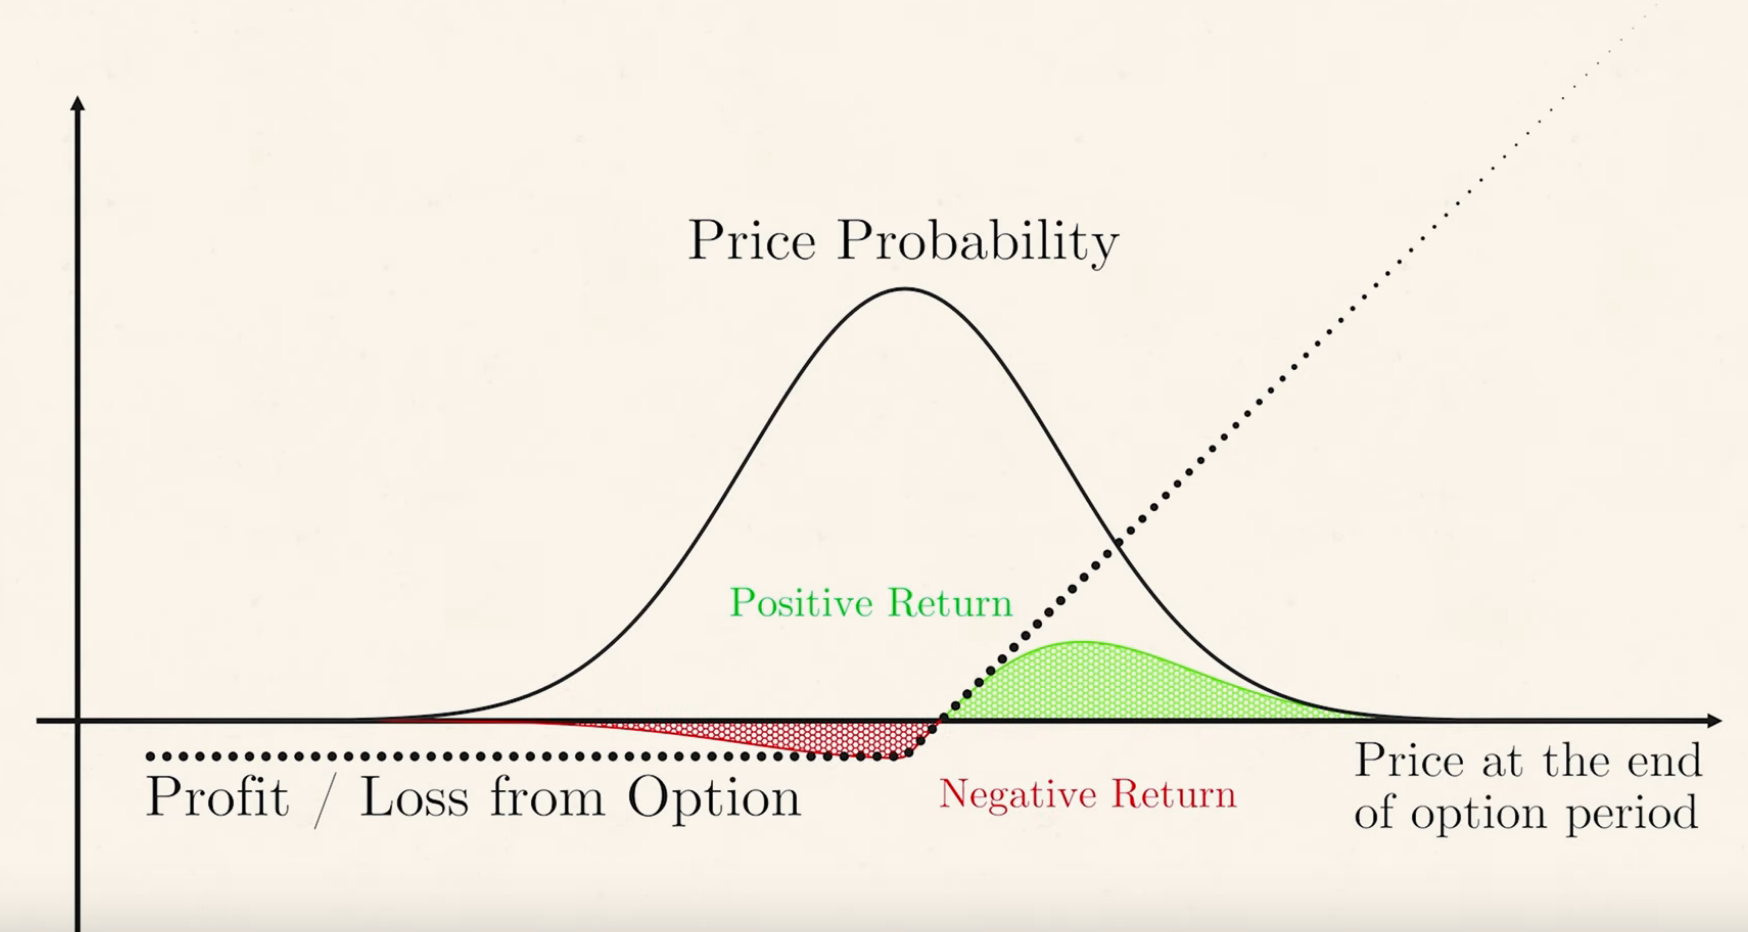 Price Probability
Positive Return
Profit / Loss from Option
Negative Return
Price at the end
of option period